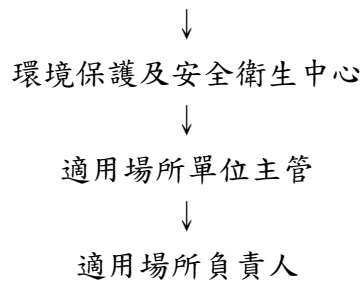 ↓
環境保護及安全衛生中心
↓
適用場所單位主管
↓
適用場所負責人